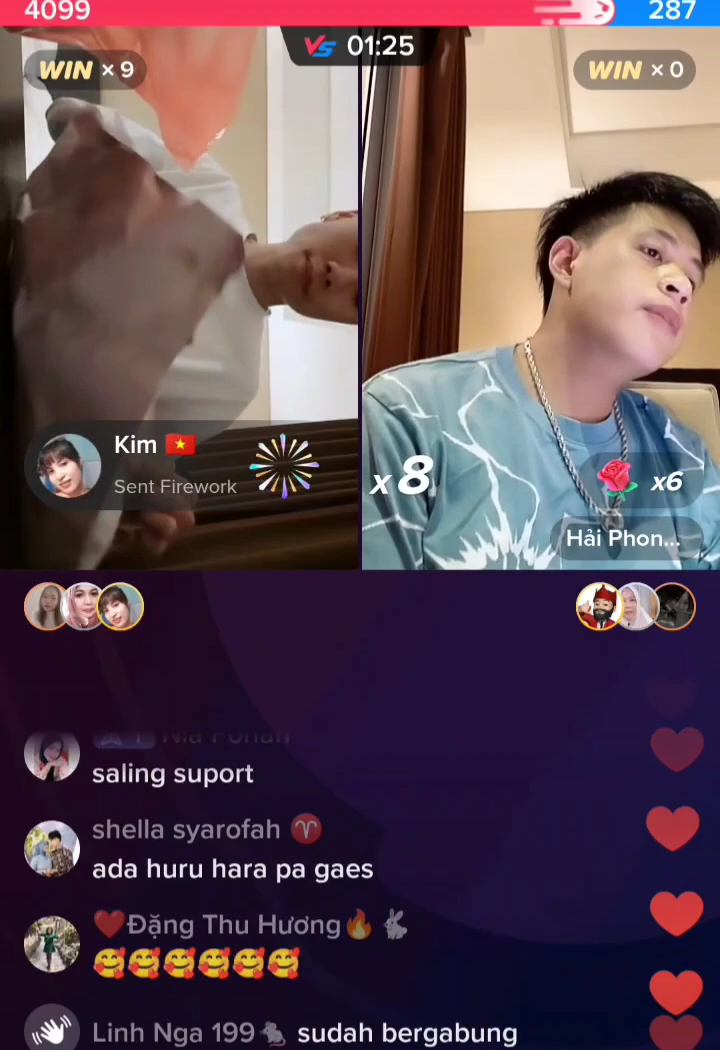 4099
287
VS 01:25
WIN × 9
WIN × 0
Kim
Sent Firework
x8
x6
Hải Phon...
saling suport
shella syarofah
ada huru hara pa gaes
Đặng Thu Hương
Linh Nga 199 sudah bergabung